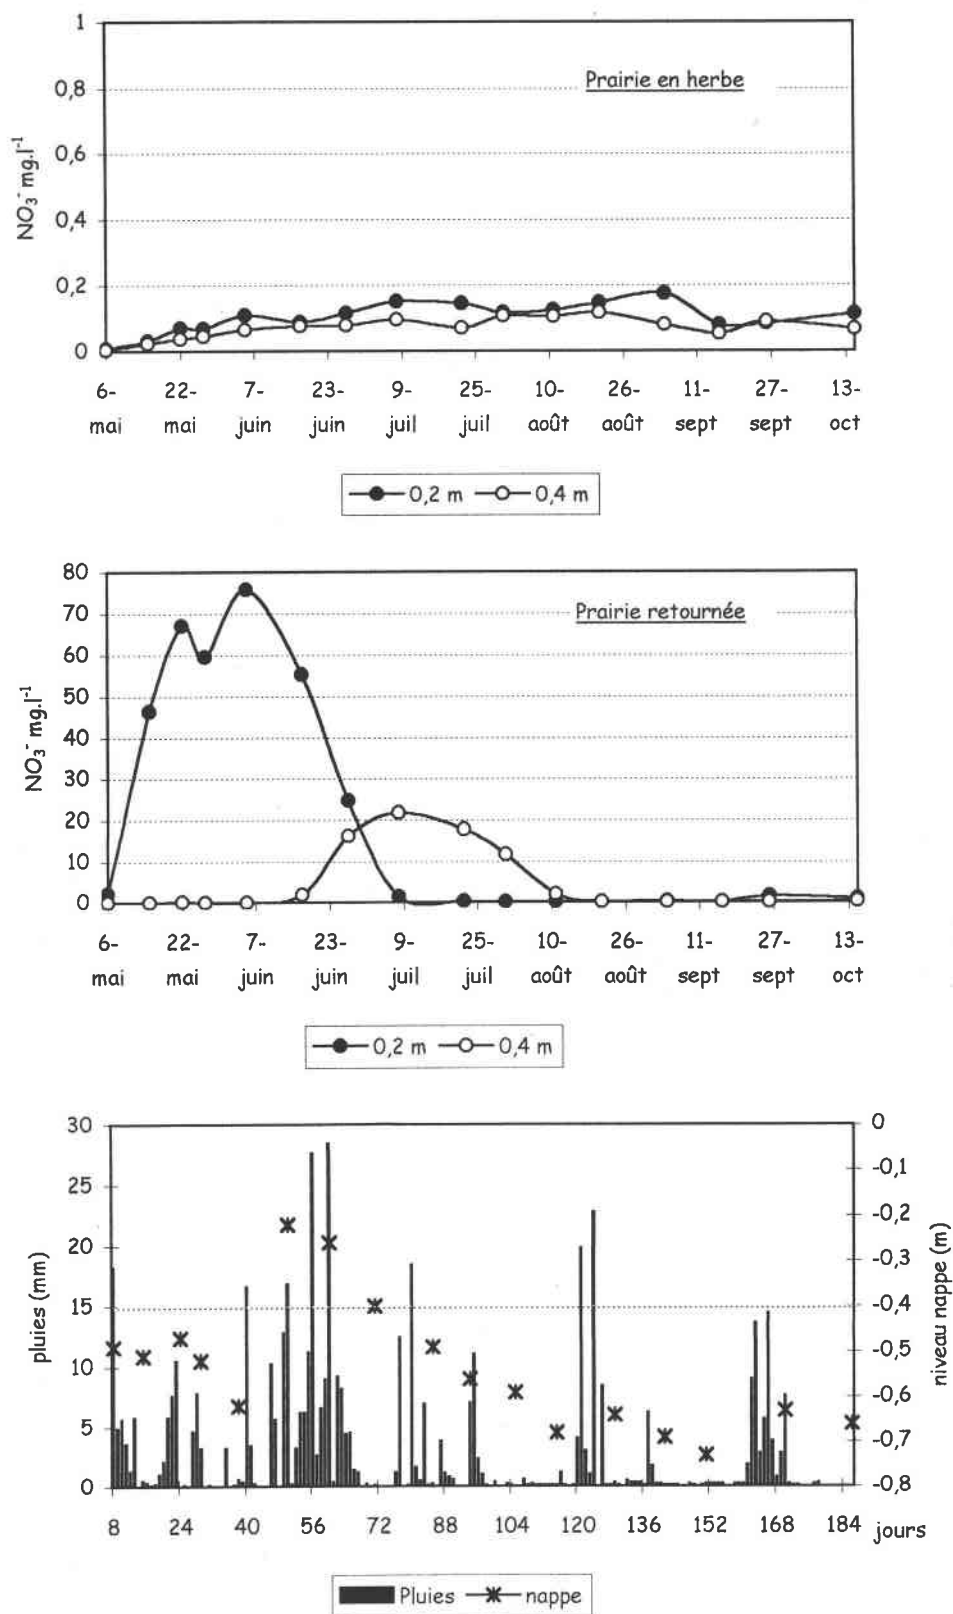 1
0,8
0,6
0,4
0,2
0
NO₃⁻ mg.l⁻¹
Prairie en herbe
6- 22- 7- 23- 9- 25- 10- 26- 11- 27- 13-
mai mai juin juin juil juil août août sept sept oct
0,2 m 0,4 m
80
70
60
50
40
30
20
10
0
NO₃⁻ mg.l⁻¹
Prairie retournée
6- 22- 7- 23- 9- 25- 10- 26- 11- 27- 13-
mai mai juin juin juil juil août août sept sept oct
0,2 m 0,4 m
30
25
20
15
10
5
0
pluies (mm)
0
-0,1
-0,2
-0,3
-0,4
-0,5
-0,6
-0,7
-0,8
niveau nappe (m)
8 24 40 56 72 88 104 120 136 152 168 184 jours
Pluies nappe